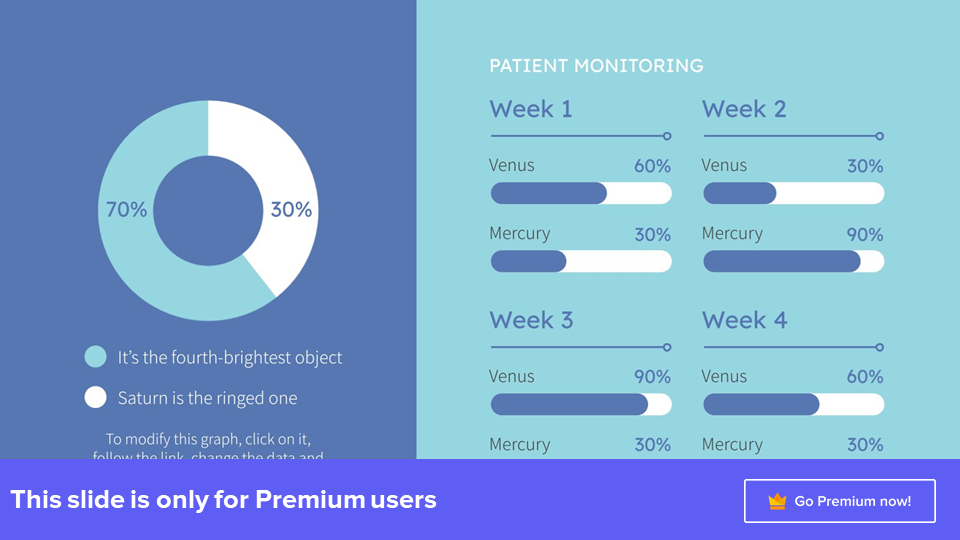 70%
30%
It's the fourth-brightest object
Saturn is the ringed one
To modify this graph, click on it,
follow the link, change the data and
PATIENT MONITORING
Week 1
Venus 60%
Mercury 30%
Week 2
Venus 30%
Mercury 90%
Week 3
Venus 90%
Mercury 30%
Week 4
Venus 60%
Mercury 30%
This slide is only for Premium users
Go Premium now!